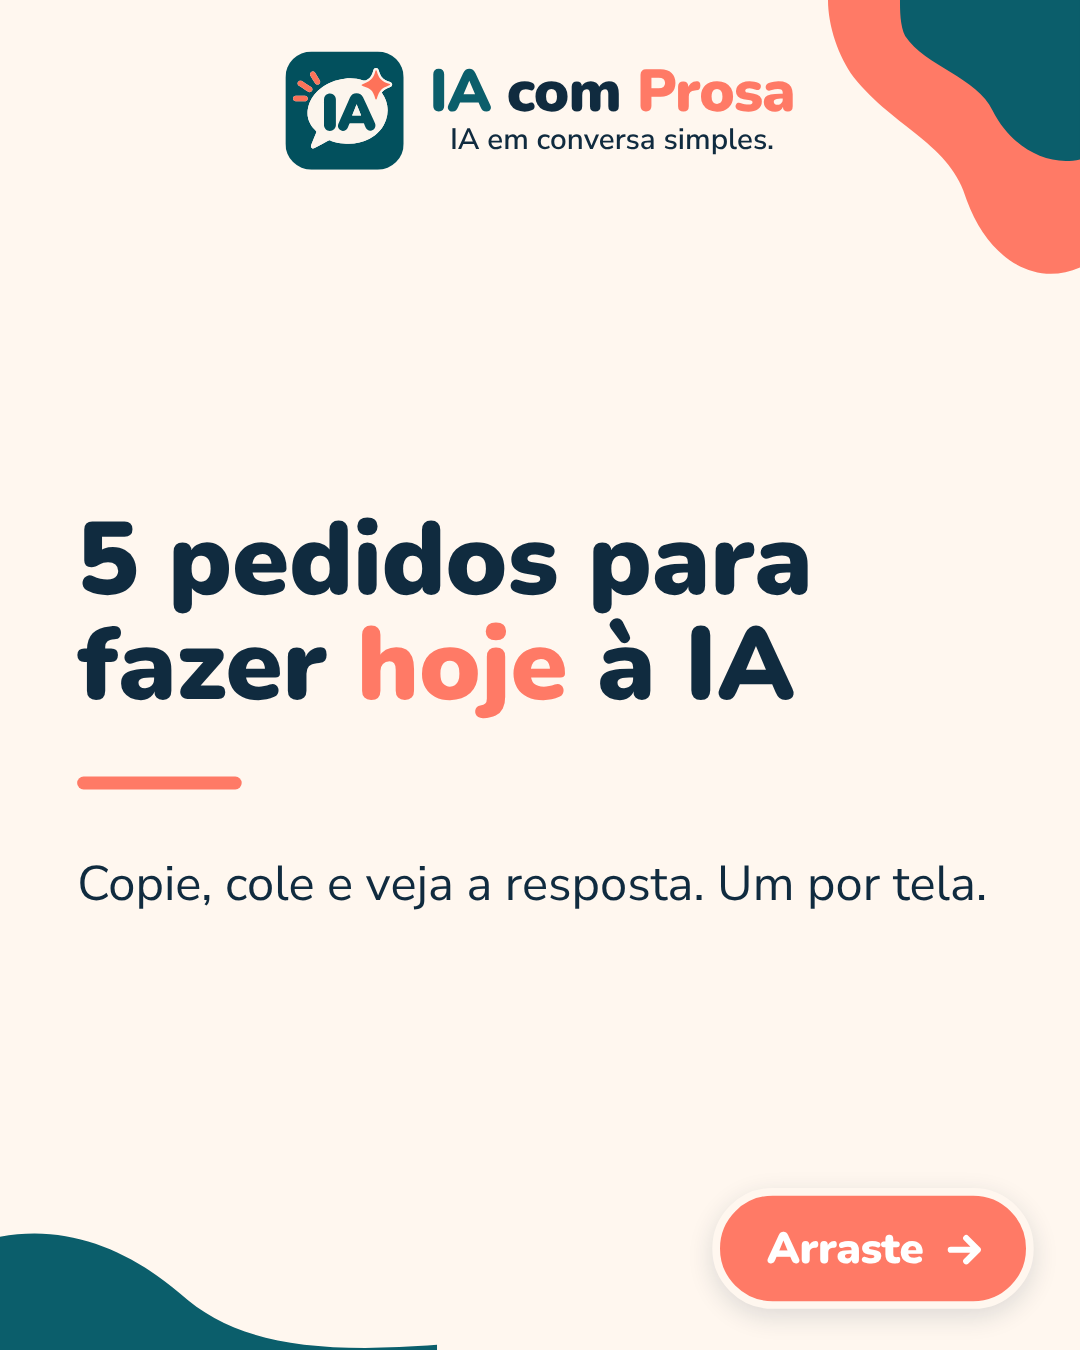 IA
IA com Prosa
IA em conversa simples.
5 pedidos para
fazer hoje à IA
Copie, cole e veja a resposta. Um por tela.
Arraste →